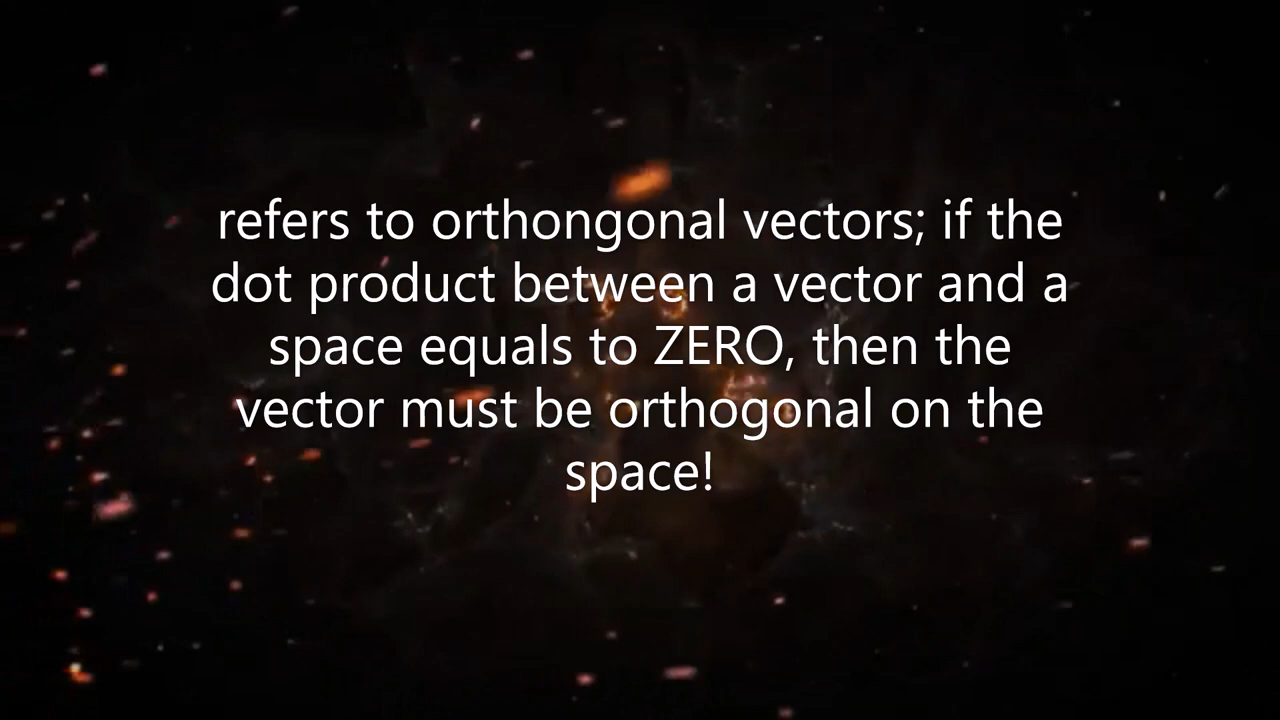 refers to orthongonal vectors; if the
dot product between a vector and a
space equals to ZERO, then the
vector must be orthogonal on the
space!